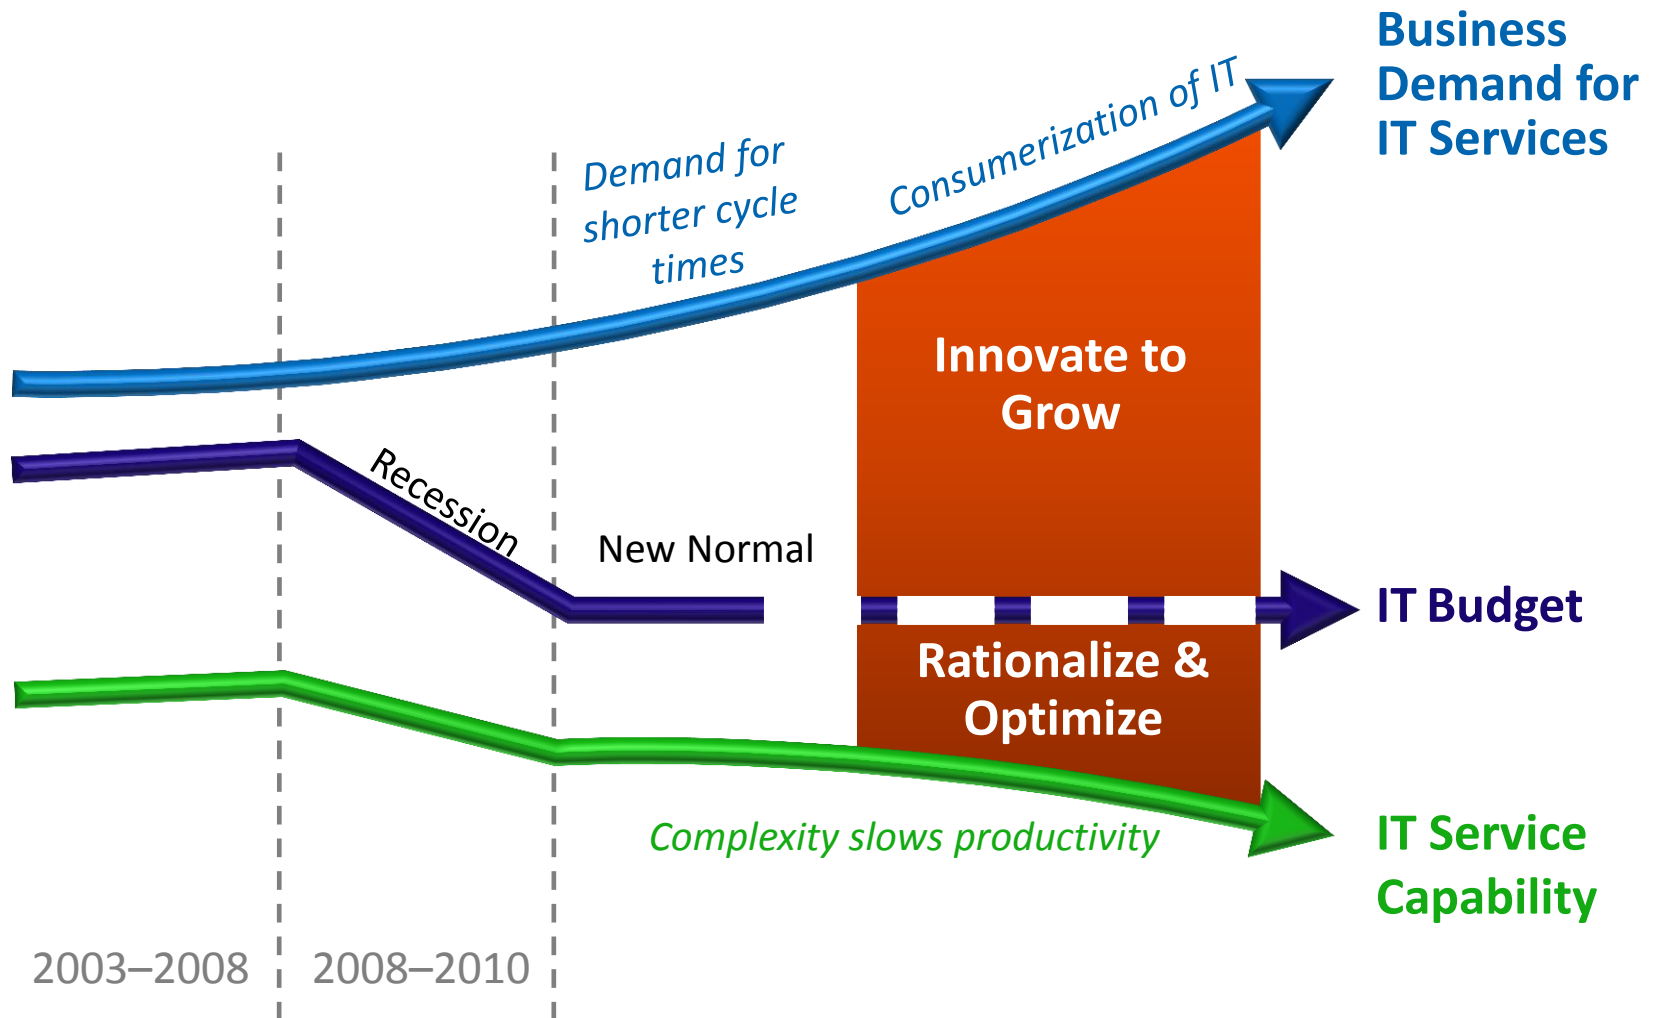 Business
Demand for
IT Services
Consumerization of IT
Demand for
shorter cycle
times
Innovate to
Grow
Recession
New Normal
IT Budget
Rationalize &
Optimize
Complexity slows productivity
IT Service
Capability
2003–2008
2008–2010